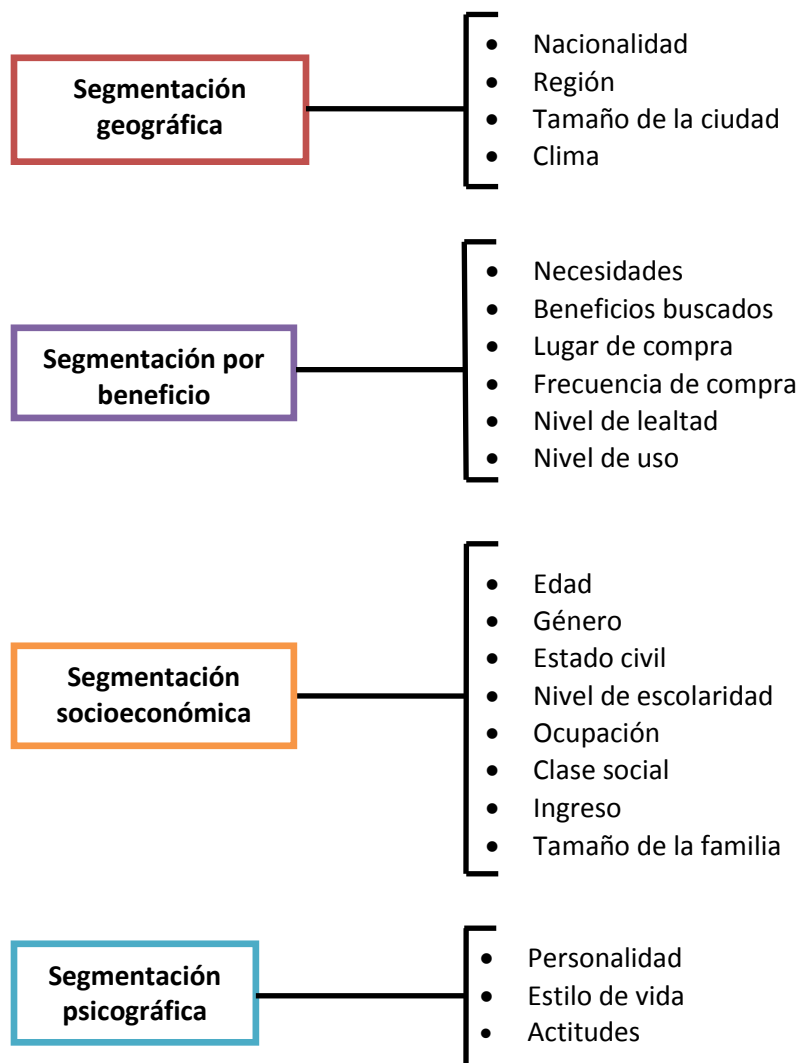 Segmentación
geográfica
• Nacionalidad
• Región
• Tamaño de la ciudad
• Clima
Segmentación por
beneficio
• Necesidades
• Beneficios buscados
• Lugar de compra
• Frecuencia de compra
• Nivel de lealtad
• Nivel de uso
Segmentación
socioeconómica
• Edad
• Género
• Estado civil
• Nivel de escolaridad
• Ocupación
• Clase social
• Ingreso
• Tamaño de la familia
Segmentación
psicográfica
• Personalidad
• Estilo de vida
• Actitudes